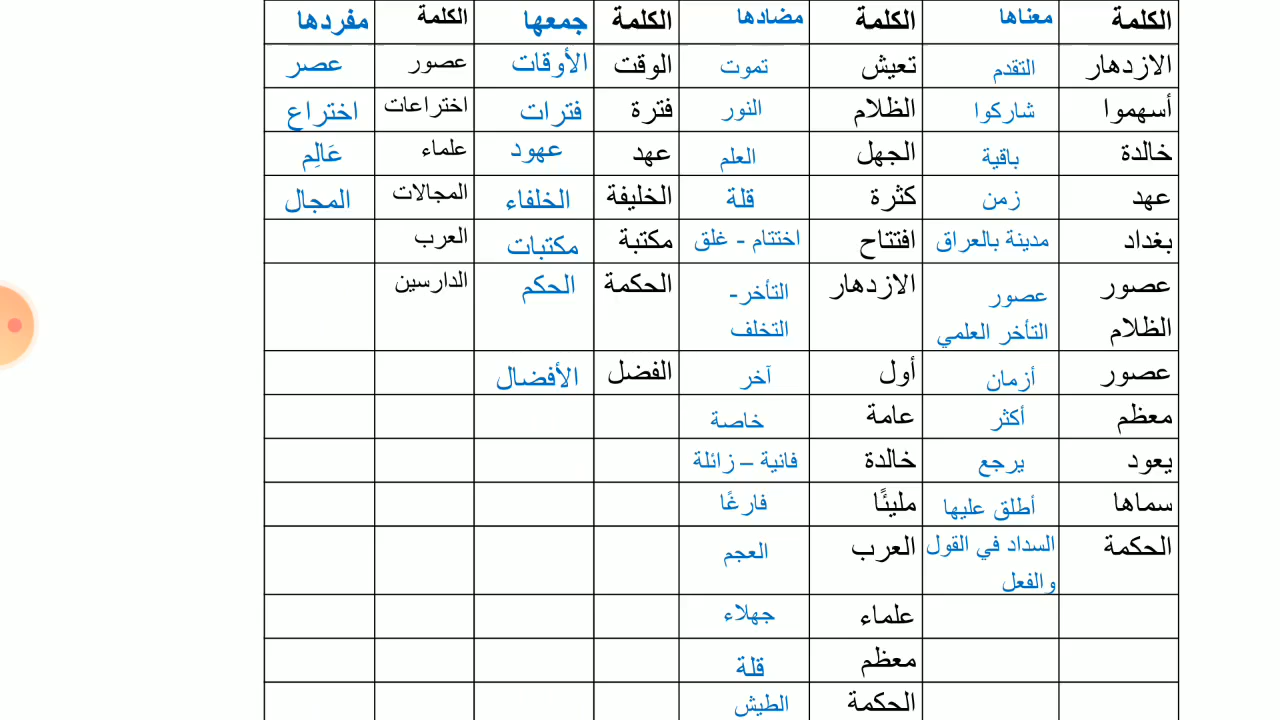 الكلمة معناها الكلمة مضادها الكلمة جمعها الكلمة مفردها
الازدهار التقدم تعيش تموت الوقت الأوقات عصور عصر
أسهموا شاركوا الظلام النور فترة فترات اختراعات اختراع
خالدة باقية الجهل العلم عهد عهود علماء عَالِم
عهد زمن كثرة قلة الخليفة الخلفاء المجالات المجال
بغداد مدينة بالعراق افتتاح اختتام - غلق مكتبة مكتبات العرب
عصور عصور الازدهار التأخر- الحكمة الحكم الدارسين
الظلام التأخر العلمي التخلف
عصور أزمان أول آخر الفضل الأفضال
معظم أكثر عامة خاصة
يعود يرجع خالدة فانية – زائلة
سماها أطلق عليها مليئًا فارغًا
الحكمة السداد في القول العرب العجم
والفعل
علماء جهلاء
معظم قلة
الحكمة الطيش